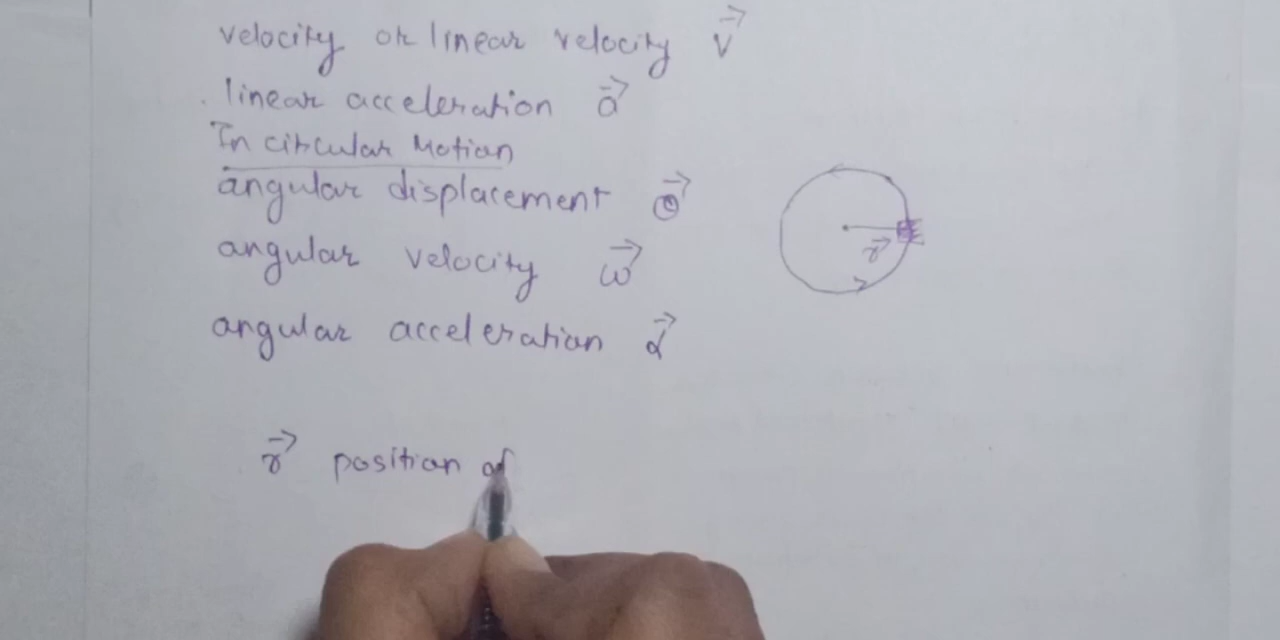 velocity or linear velocity v⃗
linear acceleration a⃗
In circular Motion
angular displacement θ⃗
angular velocity ω⃗
angular acceleration α⃗
r⃗
r⃗ position of